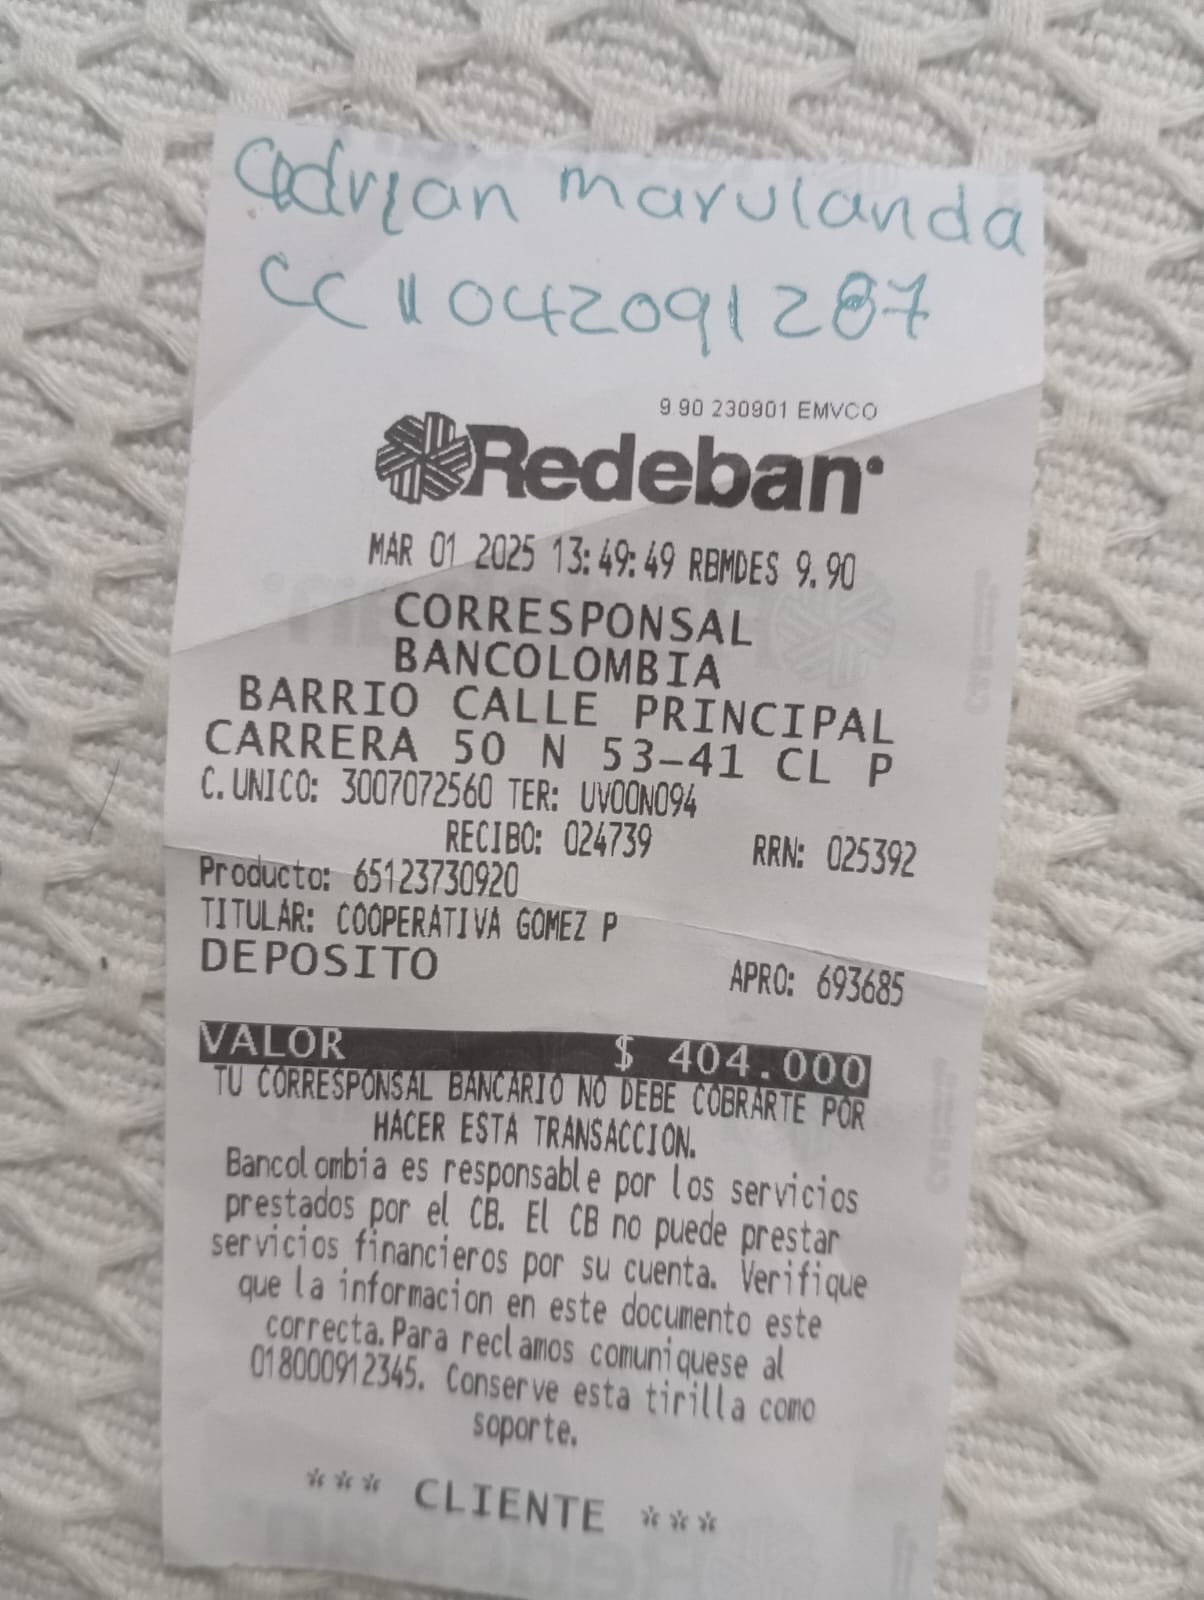 Adrian marulanda
CC 11042091287
9.90 230901 EMVCO
Redeban
MAR 01 2025 13:49:49 RBMDES 9.90
CORRESPONSAL
BANCOLOMBIA
BARRIO CALLE PRINCIPAL
CARRERA 50 N 53-41 CL P
C.UNICO: 3007072560 TER: UV00N094
RECIBO: 024739 RRN: 025392
Producto: 65123730920
TITULAR: COOPERATIVA GOMEZ P
DEPOSITO APRO: 693685
VALOR $ 404.000
TU CORRESPONSAL BANCARIO NO DEBE COBRARTE POR
HACER ESTA TRANSACCION.
Bancolombia es responsable por los servicios
prestados por el CB. El CB no puede prestar
servicios financieros por su cuenta. Verifique
que la informacion en este documento este
correcta.Para reclamos comuniquese al
018000912345. Conserve esta tirilla como
soporte.
*** CLIENTE ***